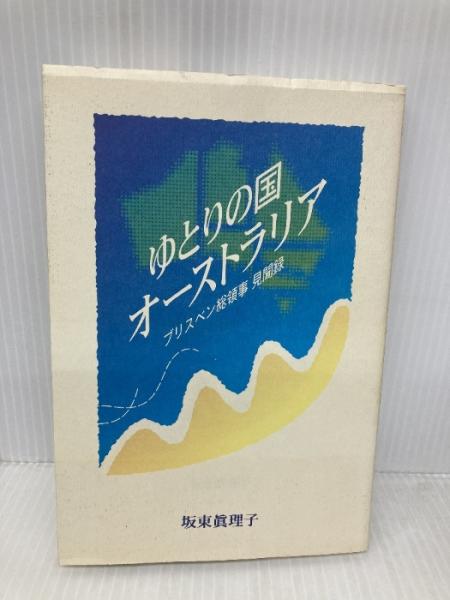 ゆとりの国
オーストラリア
ブリスベン総領事 見聞録
坂東眞理子